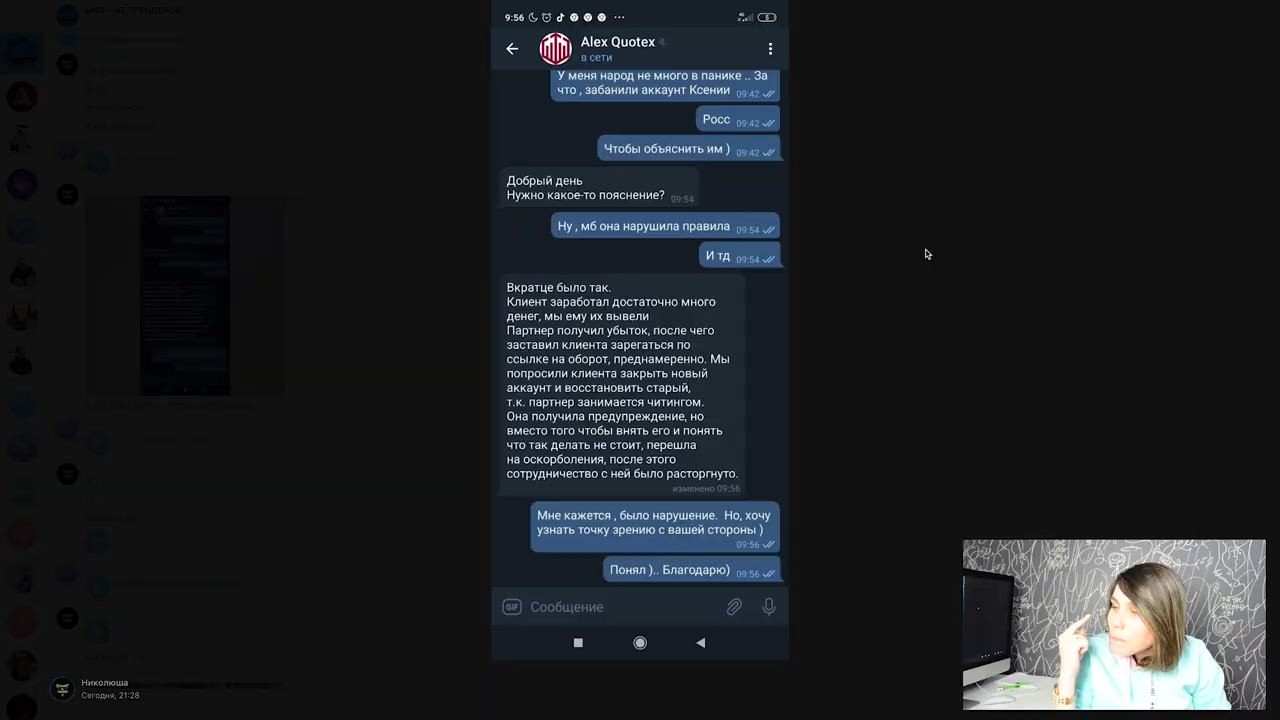 ВИП-ЧАТ ТРЕЙДЕРОВ
9:56
Alex Quotex
в сети
У меня народ не много в панике .. За
что , забанили аккаунт Ксении
09:42
Росс 09:42
Чтобы объяснить им ) 09:42
Добрый день
Нужно какое-то пояснение? 09:54
Ну , мб она нарушила правила 09:54
И тд 09:54
Вкратце было так.
Клиент заработал достаточно много
денег, мы ему их вывели
Партнер получил убыток, после чего
заставил клиента зарегаться по
ссылке на оборот, преднамеренно. Мы
попросили клиента закрыть новый
аккаунт и восстановить старый,
т.к. партнер занимается читингом.
Она получила предупреждение, но
вместо того чтобы внять его и понять
что так делать не стоит, перешла
на оскорболения, после этого
сотрудничество с ней было расторгнуто.
изменено 09:56
Мне кажется , было нарушение. Но, хочу
узнать точку зрению с вашей стороны )
09:56
Понял ).. Благодарю) 09:56
GIF Сообщение
Николюша
Сегодня, 21:28